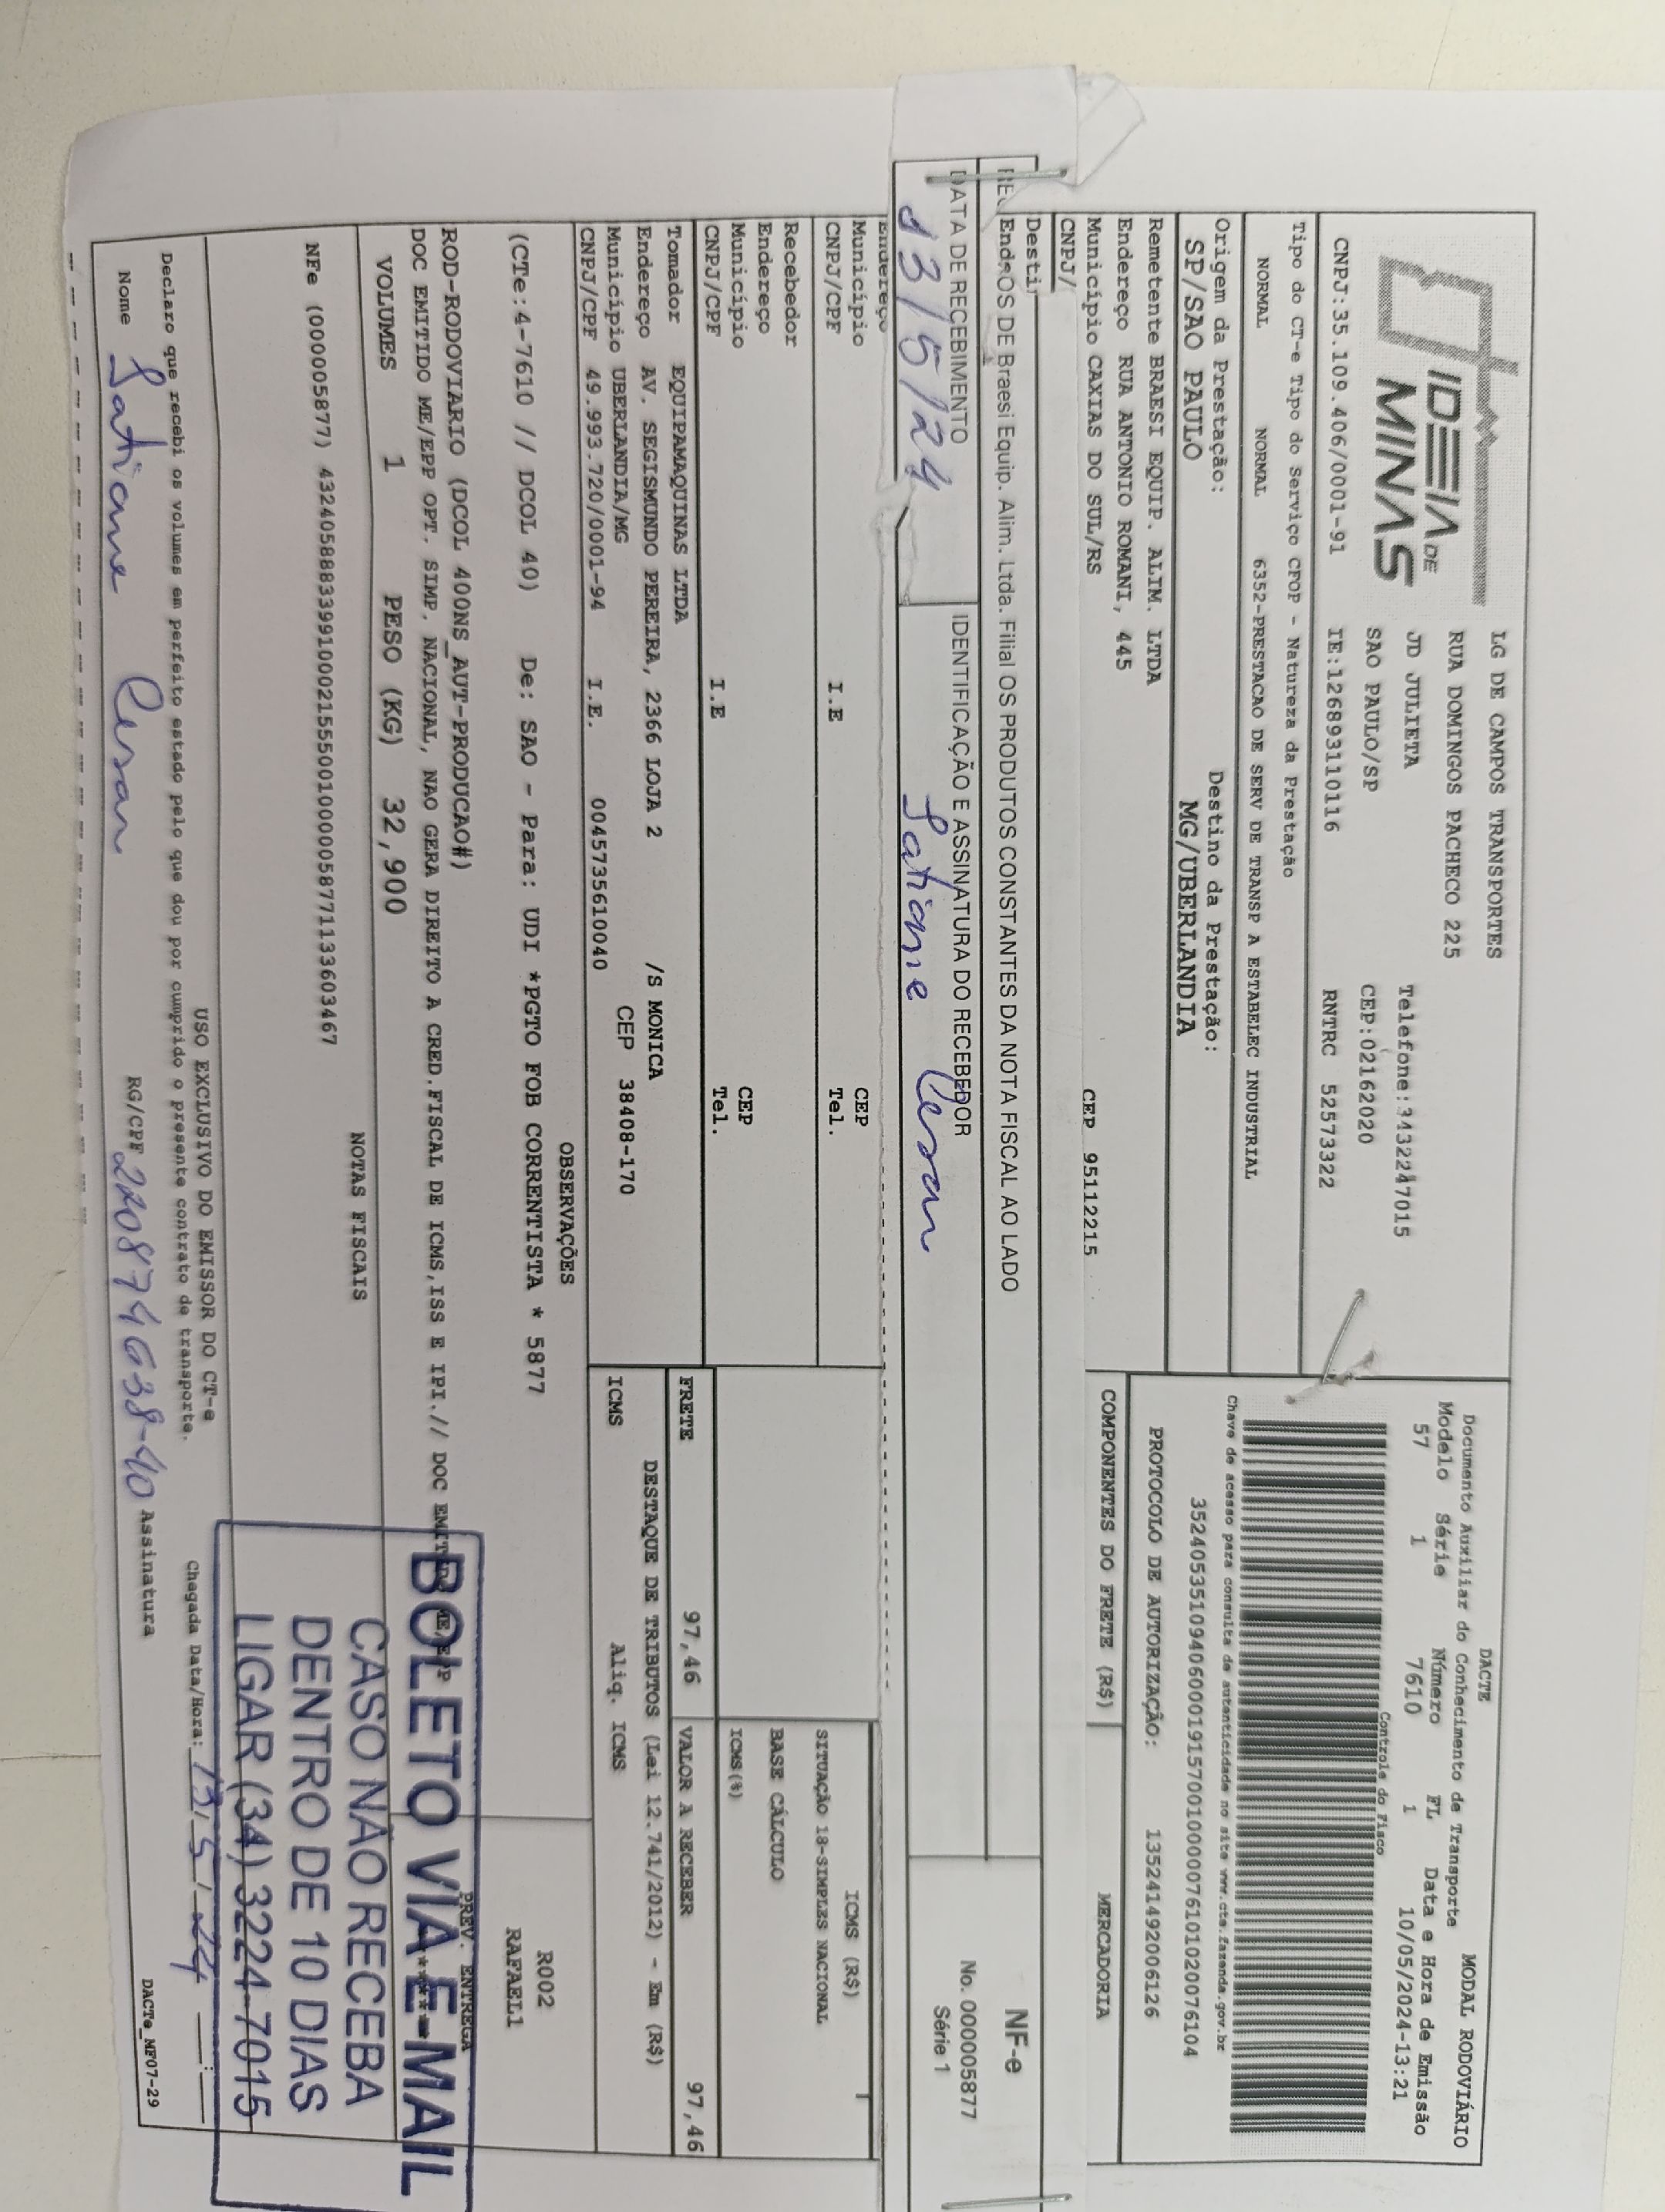 IDEIA DE
MINAS
LG DE CAMPOS TRANSPORTES
RUA DOMINGOS PACHECO 225
JD JULIETA
Telefone:3432247015
SAO PAULO/SP
CEP:02162020
CNPJ:35.109.406/0001-91
IE:126893110116
RNTRC 52573322
DACTE
Documento Auxiliar do Conhecimento de Transporte
MODAL RODOVIÁRIO
Modelo Série Número FL Data e Hora de Emissão
57 1 7610 1 10/05/2024-13:21
Controle do Fisco
Tipo do CT-e Tipo do Serviço CFOP - Natureza da Prestação
NORMAL NORMAL 6352-PRESTACAO DE SERV DE TRANSP A ESTABELEC INDUSTRIAL
Chave de acesso para consulta de autenticidade no site www.cte.fazenda.gov.br
35240535109406000191570010000076101020076104
Origem da Prestação: Destino da Prestação:
SP/SAO PAULO MG/UBERLANDIA
PROTOCOLO DE AUTORIZAÇÃO: 135241492006126
Remetente BRAESI EQUIP. ALIM. LTDA
Endereço RUA ANTONIO ROMANI, 445
Município CAXIAS DO SUL/RS CEP 95112215
CNPJ/
COMPONENTES DO FRETE (R$) MERCADORIA
OS DE Braesi Equip. Alim. Ltda. Filial OS PRODUTOS CONSTANTES DA NOTA FISCAL AO LADO
DATA DE RECEBIMENTO
13/5/24
IDENTIFICAÇÃO E ASSINATURA DO RECEBEDOR
Satiane Cesar
NF-e
No. 000005877
Série 1
Endereço
Município CEP
CNPJ/CPF I.E Tel.
Recebedor
Endereço
Município CEP
CNPJ/CPF I.E Tel.
ICMS (R$)
SITUAÇÃO 18-SIMPLES NACIONAL
BASE CÁLCULO
ICMS(%)
Tomador EQUIPAMAQUINAS LTDA
Endereço AV. SEGISMUNDO PEREIRA, 2366 LOJA 2 /S MONICA
Município UBERLANDIA/MG CEP 38408-170
CNPJ/CPF 49.993.720/0001-94 I.E. 0045735610040
FRETE 97,46 VALOR A RECEBER 97,46
DESTAQUE DE TRIBUTOS (Lei 12.741/2012) - Em (R$)
ICMS Aliq. ICMS
OBSERVAÇÕES
(CTe:4-7610 // DCOL 40) De: SAO - Para: UDI *PGTO FOB CORRENTISTA * 5877
R002
RAFAEL1
ROD-RODOVIARIO (DCOL 400NS_AUT-PRODUCAO#)
PREV. ENTREGA
DOC EMITIDO ME/EPP OPT. SIMP. NACIONAL, NAO GERA DIREITO A CRED.FISCAL DE ICMS,ISS E IPI.// DOC
VOLUMES 1 PESO (KG) 32,900
NOTAS FISCAIS
NFe (000005877) 43240588833991000215550010000058771133603467
BOLETO VIA E-MAIL
CASO NÃO RECEBA
DENTRO DE 10 DIAS
LIGAR (34) 3224-7015
USO EXCLUSIVO DO EMISSOR DO CT-e
Declaro que recebi os volumes em perfeito estado pelo que dou por cumprido o presente contrato de transporte.
Chegada Data/Hora: 13/5/24
Nome Satiane Cesar RG/CPF Assinatura
DACTe_MF07-29